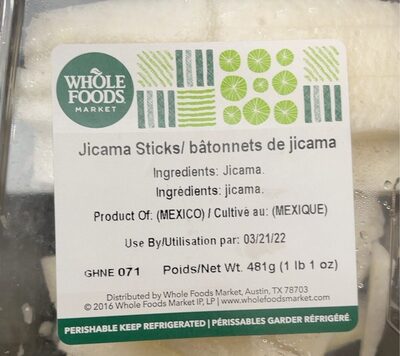 WHOLE
FOODS
MARKET
Jicama Sticks/ bâtonnets de jicama
Ingredients: Jicama.
Ingrédients: jicama.
Product Of: (MEXICO) / Cultivé au: (MEXIQUE)
Use By/Utilisation par: 03/21/22
GHNE 071 Poids/Net Wt. 481g (1 lb 1 oz)
Distributed by Whole Foods Market, Austin, TX 78703
© 2016 Whole Foods Market IP, LP | www.wholefoodsmarket.com
PERISHABLE KEEP REFRIGERATED | PÉRISSABLES GARDER RÉFRIGÉRÉ